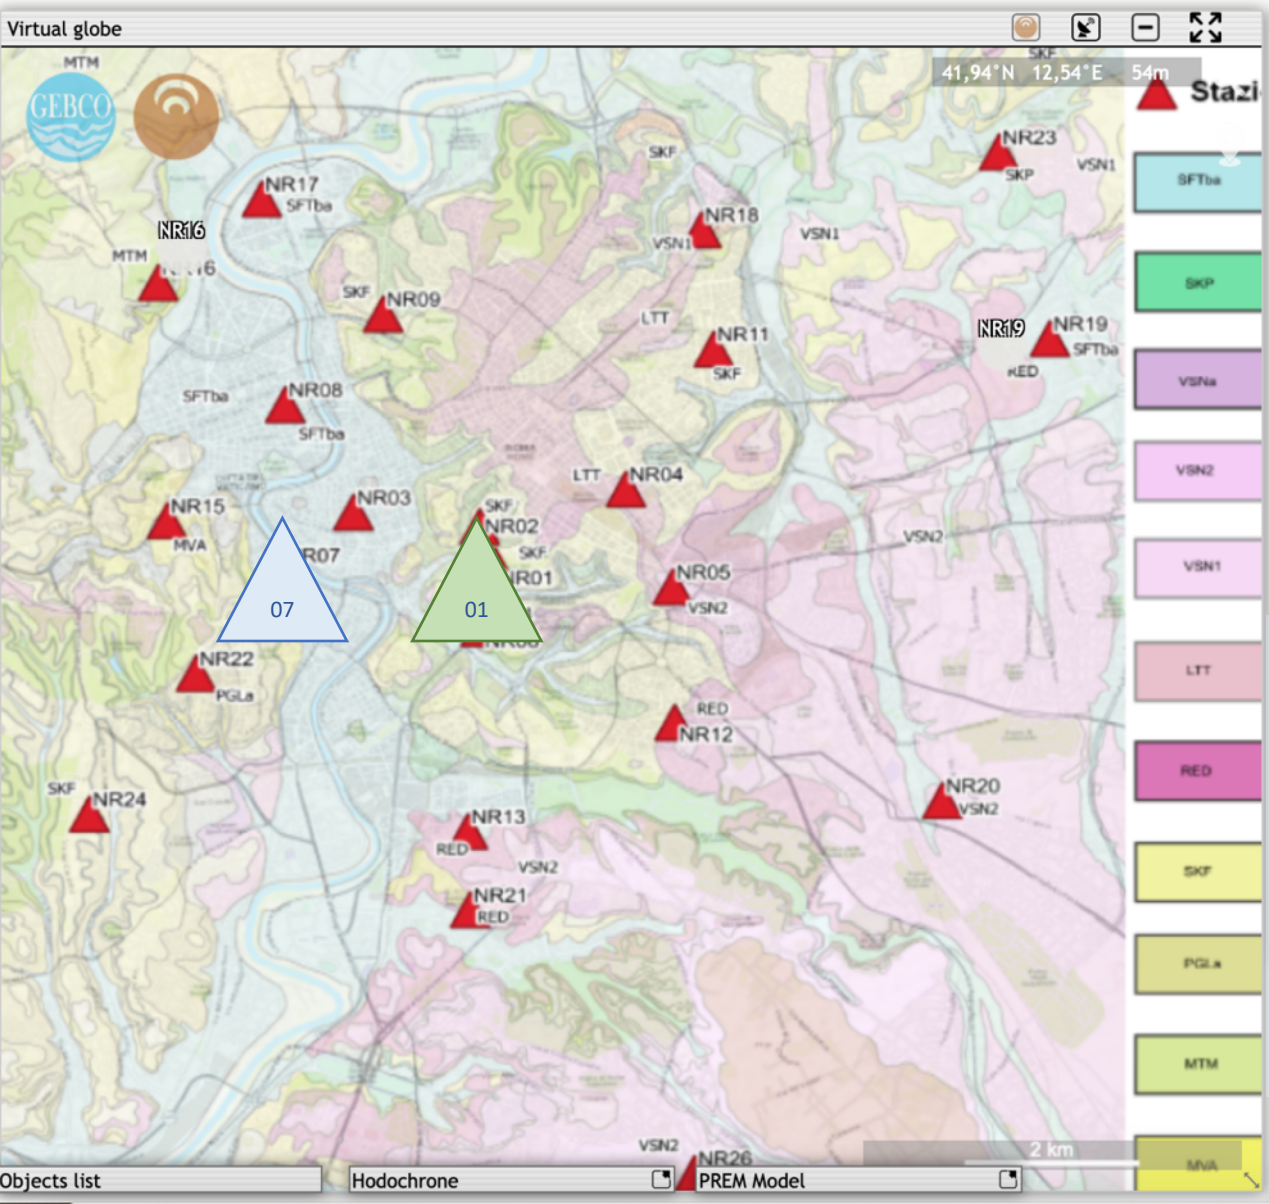 Virtual globe
MTM
SKF
41,94°N 12,54°E 54m
GEBCO
Stazi
NR23
SKF
VSN1
SKP
SFTba
NR17
SFTba
NR18
NR16
VSN1
VSN1
MTM
SKP
SKF
NR09
LTT
NR19
NR19
NR11
SFTba
SKF
RED
VSNa
SFTba
NR08
SFTba
LTT
NR04
VSN2
NR15
NR03
SKF
NR02
MVA
R07
SKF
VSN2
NR01
NR05
VSN1
07
01
VSN2
NR22
PGLa
LTT
RED
NR12
RED
SKF
NR24
NR20
VSN2
NR13
RED
VSN2
SKF
NR21
RED
PGLa
MTM
VSN2
NR26
2 km
MVA
Objects list
Hodochrone
PREM Model